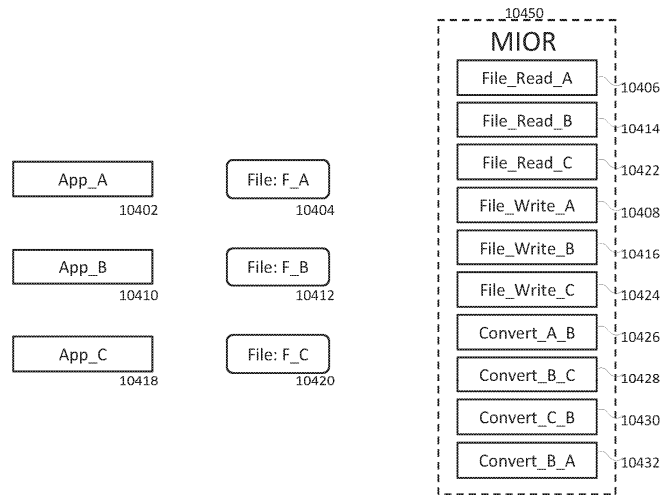 10450
MIOR
File_Read_A
10406
File_Read_B
10414
File_Read_C
10422
App_A
10402
File: F_A
10404
File_Write_A
10408
File_Write_B
10416
App_B
10410
File: F_B
10412
File_Write_C
10424
Convert_A_B
10426
App_C
10418
File: F_C
10420
Convert_B_C
10428
Convert_C_B
10430
Convert_B_A
10432